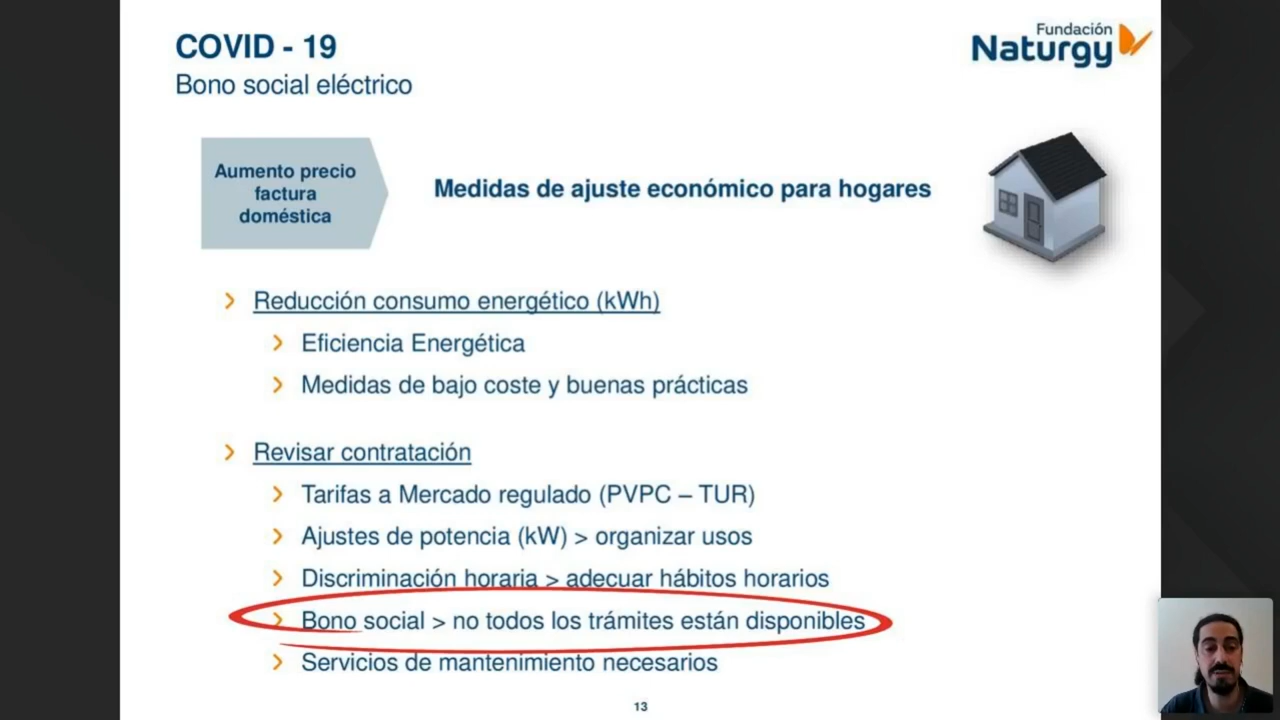 COVID - 19
Bono social eléctrico
Fundación
Naturgy
Aumento precio
factura
doméstica
Medidas de ajuste económico para hogares
Reducción consumo energético (kWh)
Eficiencia Energética
Medidas de bajo coste y buenas prácticas
Revisar contratación
Tarifas a Mercado regulado (PVPC – TUR)
Ajustes de potencia (kW) > organizar usos
Discriminación horaria > adecuar hábitos horarios
Bono social > no todos los trámites están disponibles
Servicios de mantenimiento necesarios
13